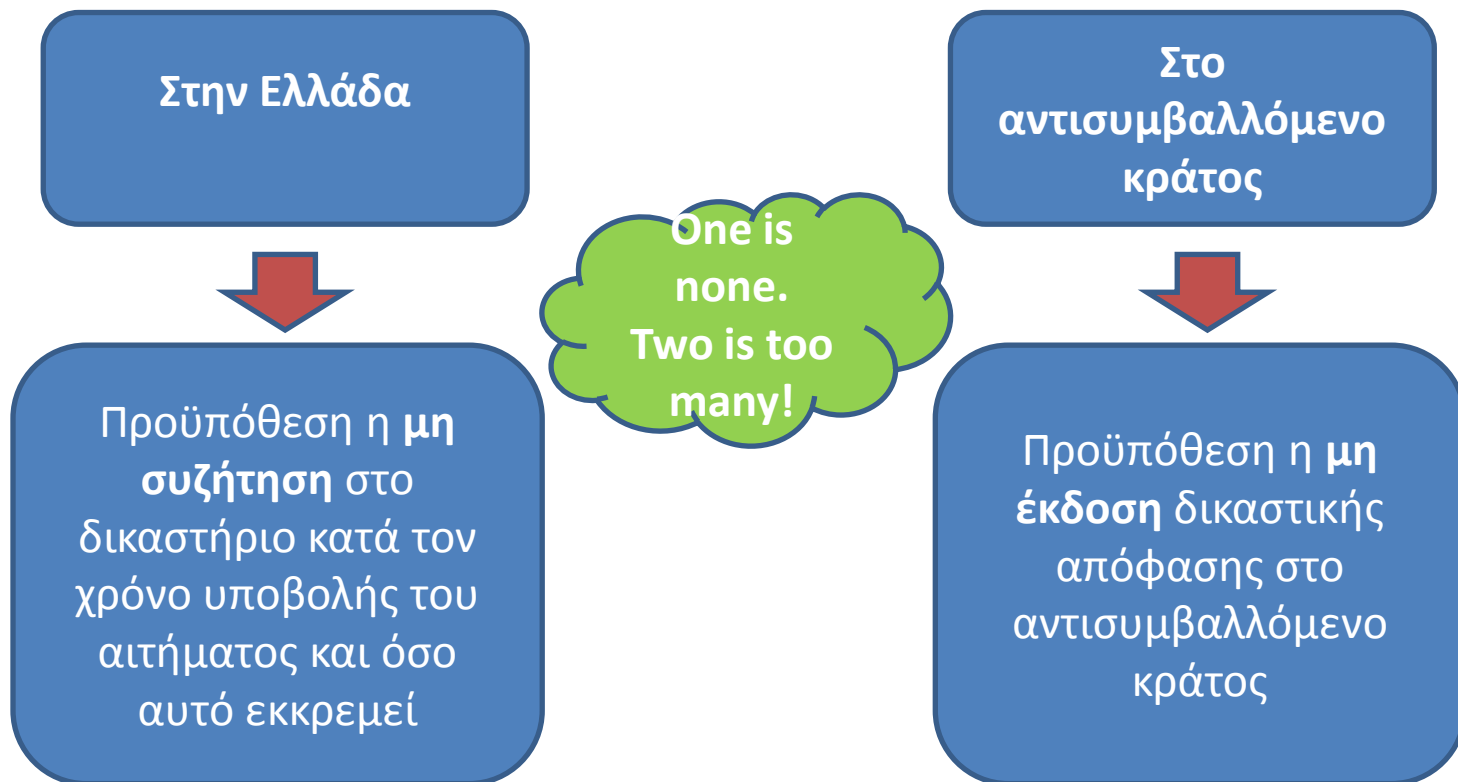 Στην Ελλάδα
Στο
αντισυμβαλλόμενο
κράτος
One is
none.
Two is too
many!
Προϋπόθεση η μη
συζήτηση στο
δικαστήριο κατά τον
χρόνο υποβολής του
αιτήματος και όσο
αυτό εκκρεμεί
Προϋπόθεση η μη
έκδοση δικαστικής
απόφασης στο
αντισυμβαλλόμενο
κράτος